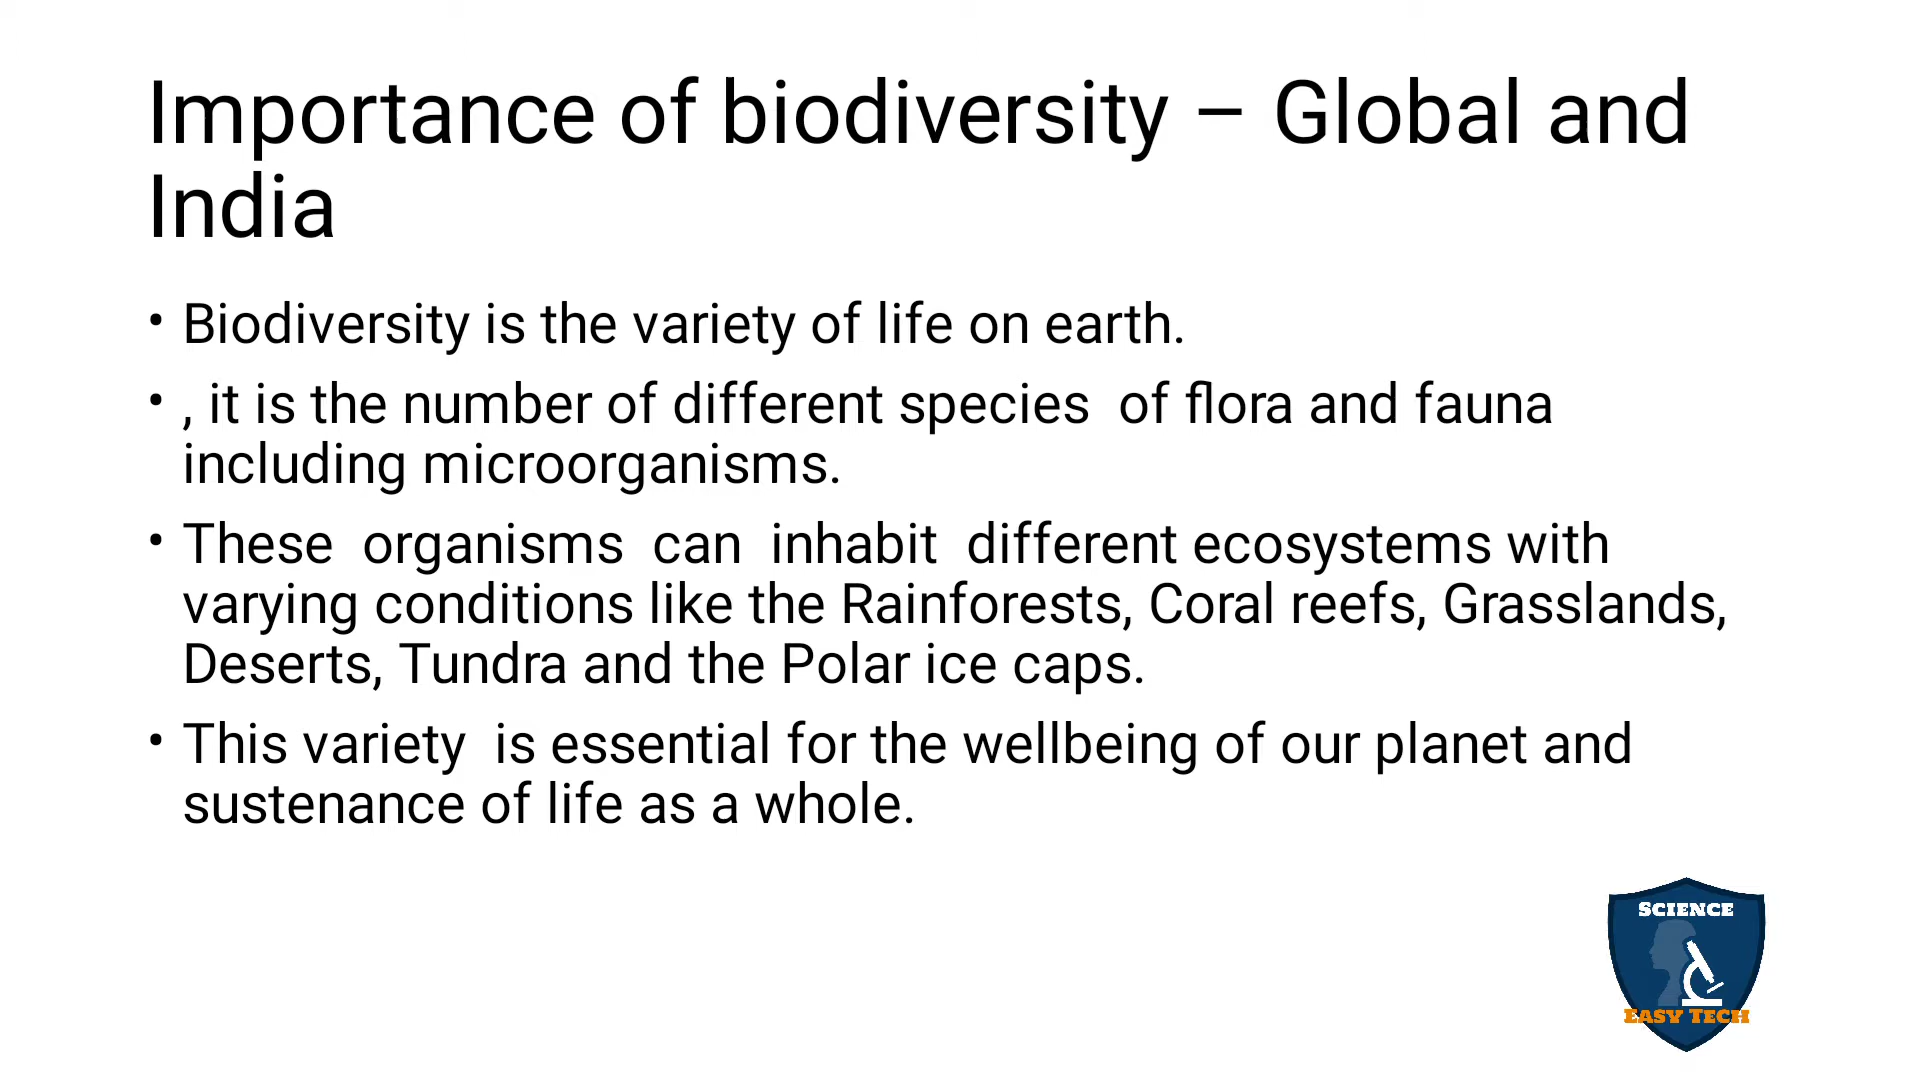 Importance of biodiversity – Global and
India
• Biodiversity is the variety of life on earth.
• , it is the number of different species  of flora and fauna
including microorganisms.
• These  organisms  can  inhabit  different ecosystems with
varying conditions like the Rainforests, Coral reefs, Grasslands,
Deserts, Tundra and the Polar ice caps.
• This variety  is essential for the wellbeing of our planet and
sustenance of life as a whole.
SCIENCE
EASY TECH